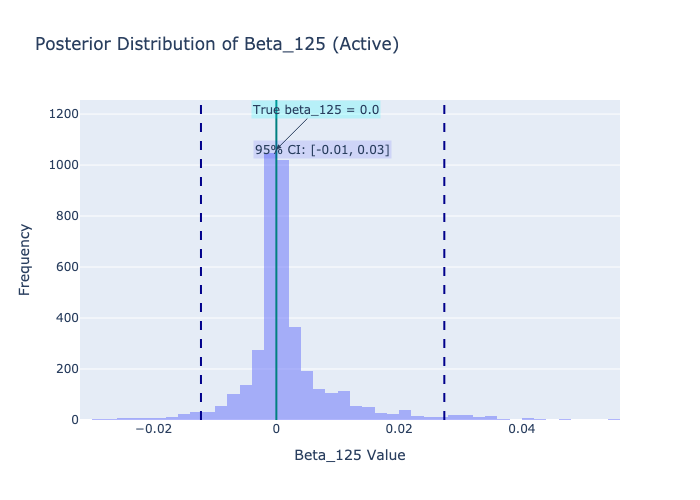 Posterior Distribution of Beta_125 (Active)
True beta_125 = 0.0
95% CI: [-0.01, 0.03]
1200
1000
800
600
400
200
0
Frequency
−0.02
0
0.02
0.04
Beta_125 Value